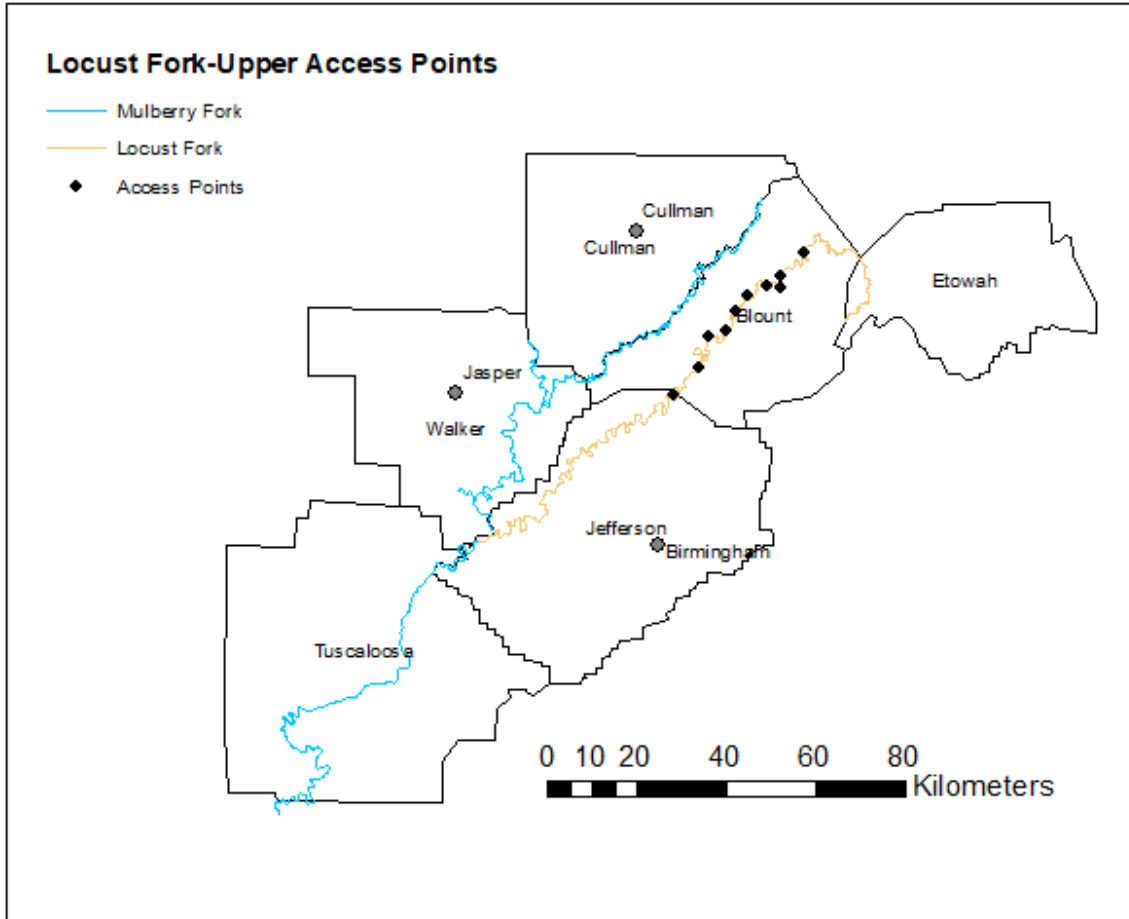 Locust Fork-Upper Access Points
Mulberry Fork
Locust Fork
Access Points
Cullman
Cullman
Etowah
Blount
Jasper
Walker
Jefferson
Birmingham
Tuscaloosa
0 10 20 40 60 80
Kilometers